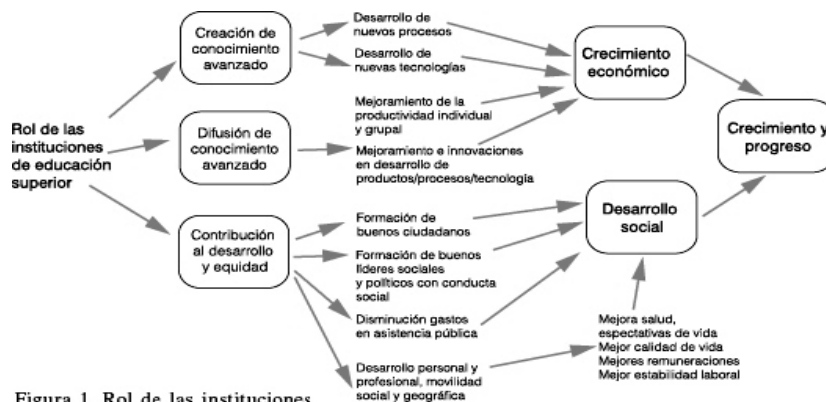 Rol de las
instituciones
de educación
superior
Creación de
conocimiento
avanzado
Difusión de
conocimiento
avanzado
Contribución
al desarrollo
y equidad
Desarrollo de
nuevos procesos
Desarrollo de
nuevas tecnologías
Mejoramiento de la
productividad individual
y grupal
Mejoramiento e innovaciones
en desarrollo de
productos/procesos/tecnología
Formación de
buenos ciudadanos
Formación de buenos
líderes sociales
y políticos con conducta
social
Disminución gastos
en asistencia pública
Desarrollo personal y
profesional, movilidad
social y geográfica
Crecimiento
económico
Desarrollo
social
Mejora salud,
espectativas de vida
Mejor calidad de vida
Mejores remuneraciones
Mejor estabilidad laboral
Crecimiento y
progreso
Figura 1. Rol de las instituciones